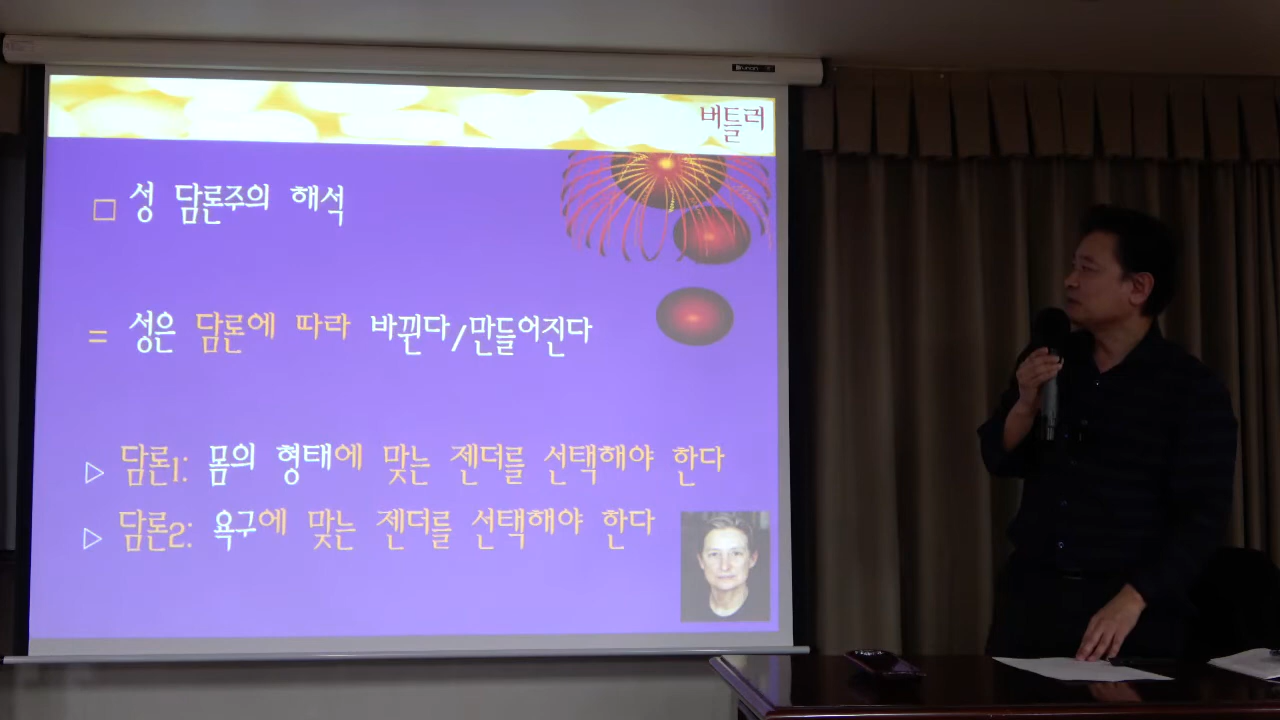 버틀러
성 담론주의 해석
= 성은 담론에 따라 바뀐다/만들어진다
담론1: 몸의 형태에 맞는 젠더를 선택해야 한다
담론2: 욕구에 맞는 젠더를 선택해야 한다